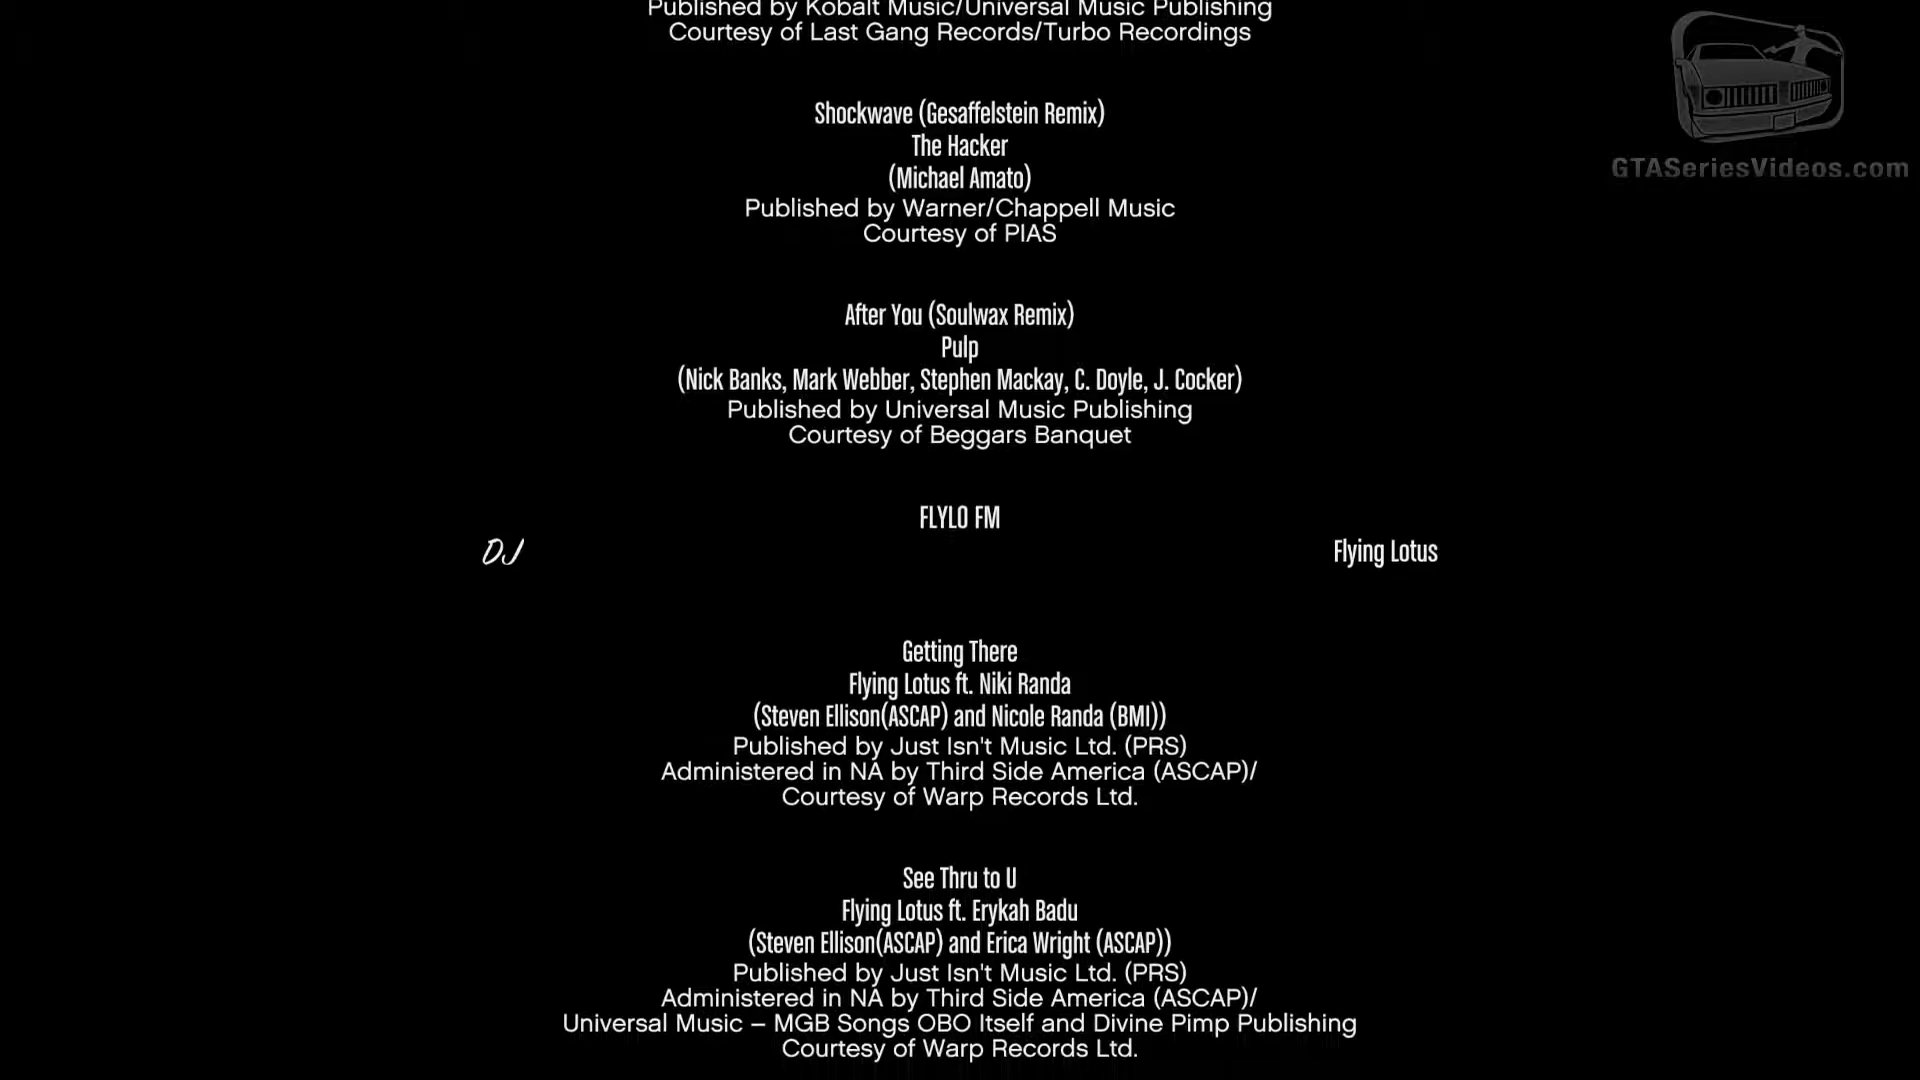 Published by Kobalt Music/Universal Music Publishing
Courtesy of Last Gang Records/Turbo Recordings
GTASeriesVideos.com
Shockwave (Gesaffelstein Remix)
The Hacker
(Michael Amato)
Published by Warner/Chappell Music
Courtesy of PIAS
After You (Soulwax Remix)
Pulp
(Nick Banks, Mark Webber, Stephen Mackay, C. Doyle, J. Cocker)
Published by Universal Music Publishing
Courtesy of Beggars Banquet
FLYLO FM
DJ Flying Lotus
Getting There
Flying Lotus ft. Niki Randa
(Steven Ellison(ASCAP) and Nicole Randa (BMI))
Published by Just Isn't Music Ltd. (PRS)
Administered in NA by Third Side America (ASCAP)/
Courtesy of Warp Records Ltd.
See Thru to U
Flying Lotus ft. Erykah Badu
(Steven Ellison(ASCAP) and Erica Wright (ASCAP))
Published by Just Isn't Music Ltd. (PRS)
Administered in NA by Third Side America (ASCAP)/
Universal Music – MGB Songs OBO Itself and Divine Pimp Publishing
Courtesy of Warp Records Ltd.